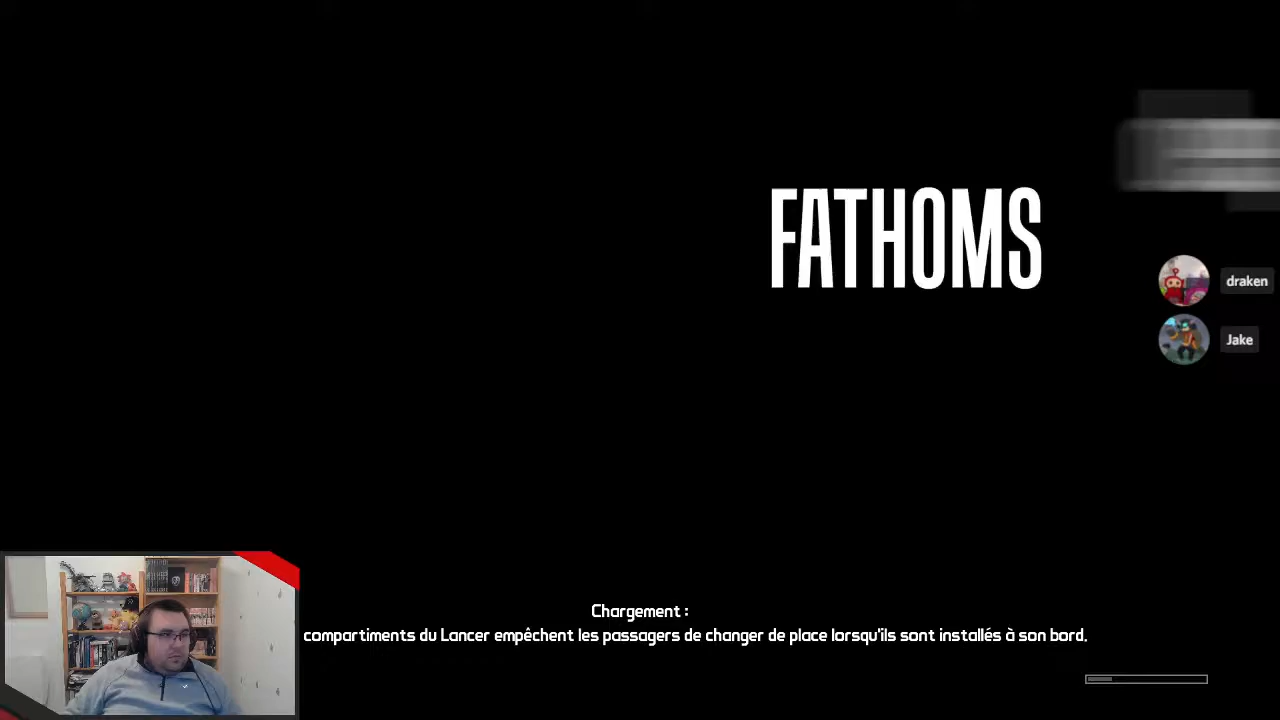 FATHOMS
draken
Jake
Chargement :
compartiments du Lancer empêchent les passagers de changer de place lorsqu'ils sont installés à son bord.